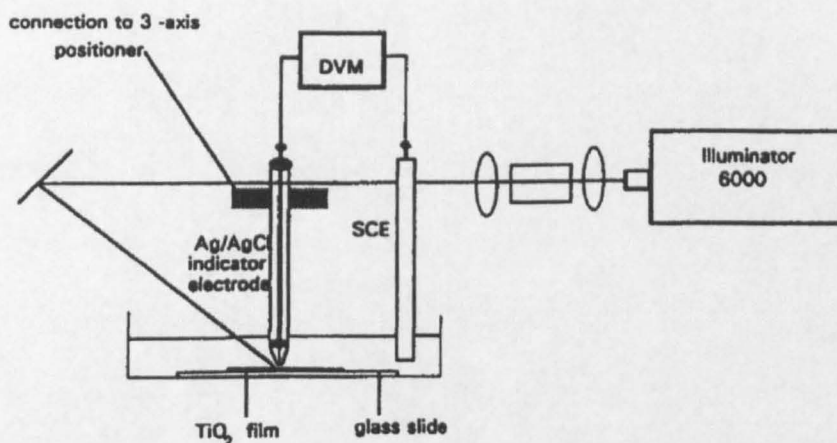 connection to 3 -axis
positioner
DVM
Illuminator
6000
SCE
Ag/AgCl
indicator
electrode
TiO2 film
glass slide